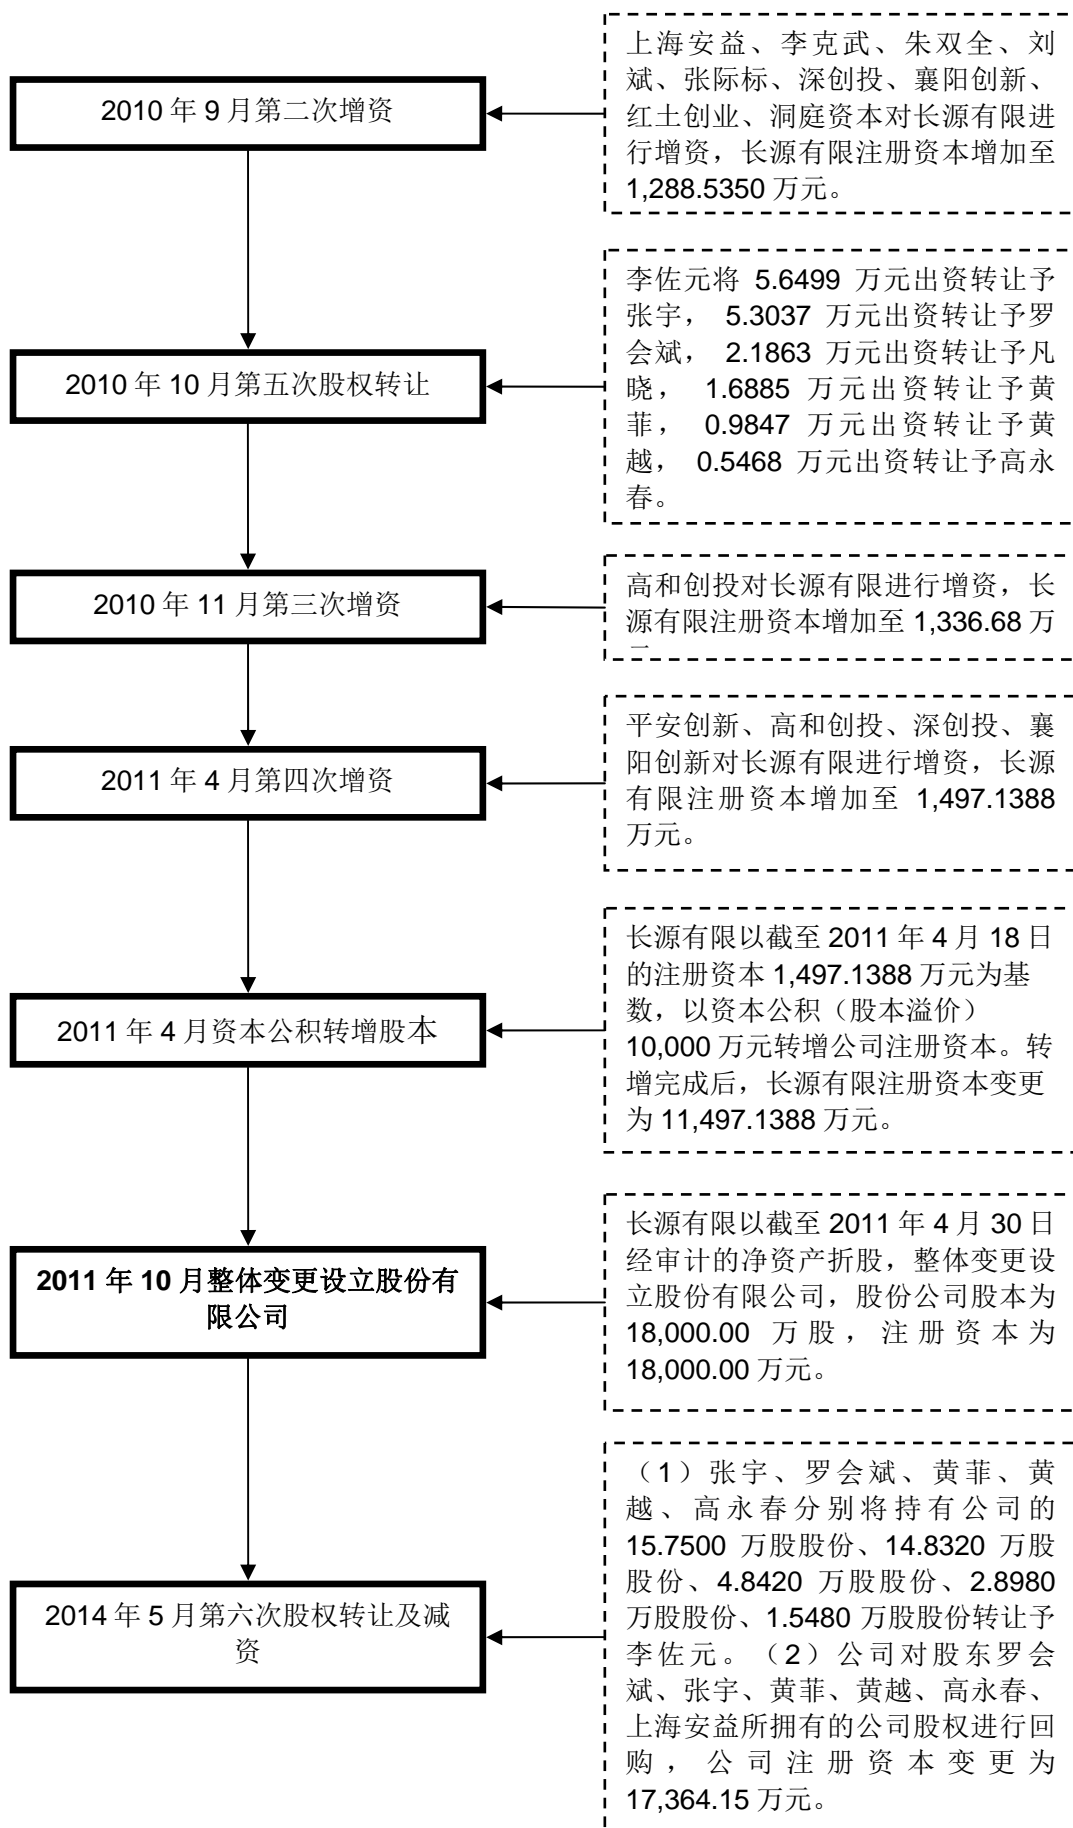 上海安益、李克武、朱双全、刘
斌、张际标、深创投、襄阳创新、
红土创业、洞庭资本对长源有限进
行增资，长源有限注册资本增加至
1,288.5350 万元。
2010 年 9 月第二次增资
李佐元将 5.6499 万元出资转让予
张宇， 5.3037 万元出资转让予罗
会斌， 2.1863 万元出资转让予凡
晓， 1.6885 万元出资转让予黄
菲， 0.9847 万元出资转让予黄
越， 0.5468 万元出资转让予高永
春。
2010 年 10 月第五次股权转让
高和创投对长源有限进行增资，长
源有限注册资本增加至 1,336.68 万
2010 年 11 月第三次增资
平安创新、高和创投、深创投、襄
阳创新对长源有限进行增资，长源
有限注册资本增加至 1,497.1388
万元。
2011 年 4 月第四次增资
长源有限以截至 2011 年 4 月 18 日
的注册资本 1,497.1388 万元为基
数，以资本公积（股本溢价）
10,000 万元转增公司注册资本。转
增完成后，长源有限注册资本变更
为 11,497.1388 万元。
2011 年 4 月资本公积转增股本
长源有限以截至 2011 年 4 月 30 日
经审计的净资产折股，整体变更设
立股份有限公司，股份公司股本为
18,000.00 万股，注册资本为
18,000.00 万元。
2011 年 10 月整体变更设立股份有
限公司
（1）张宇、罗会斌、黄菲、黄
越、高永春分别将持有公司的
15.7500 万股股份、14.8320 万股
股份、4.8420 万股股份、2.8980
万股股份、1.5480 万股股份转让予
李佐元。（2）公司对股东罗会
斌、张宇、黄菲、黄越、高永春、
上海安益所拥有的公司股权进行回
购，公司注册资本变更为
17,364.15 万元。
2014 年 5 月第六次股权转让及减
资